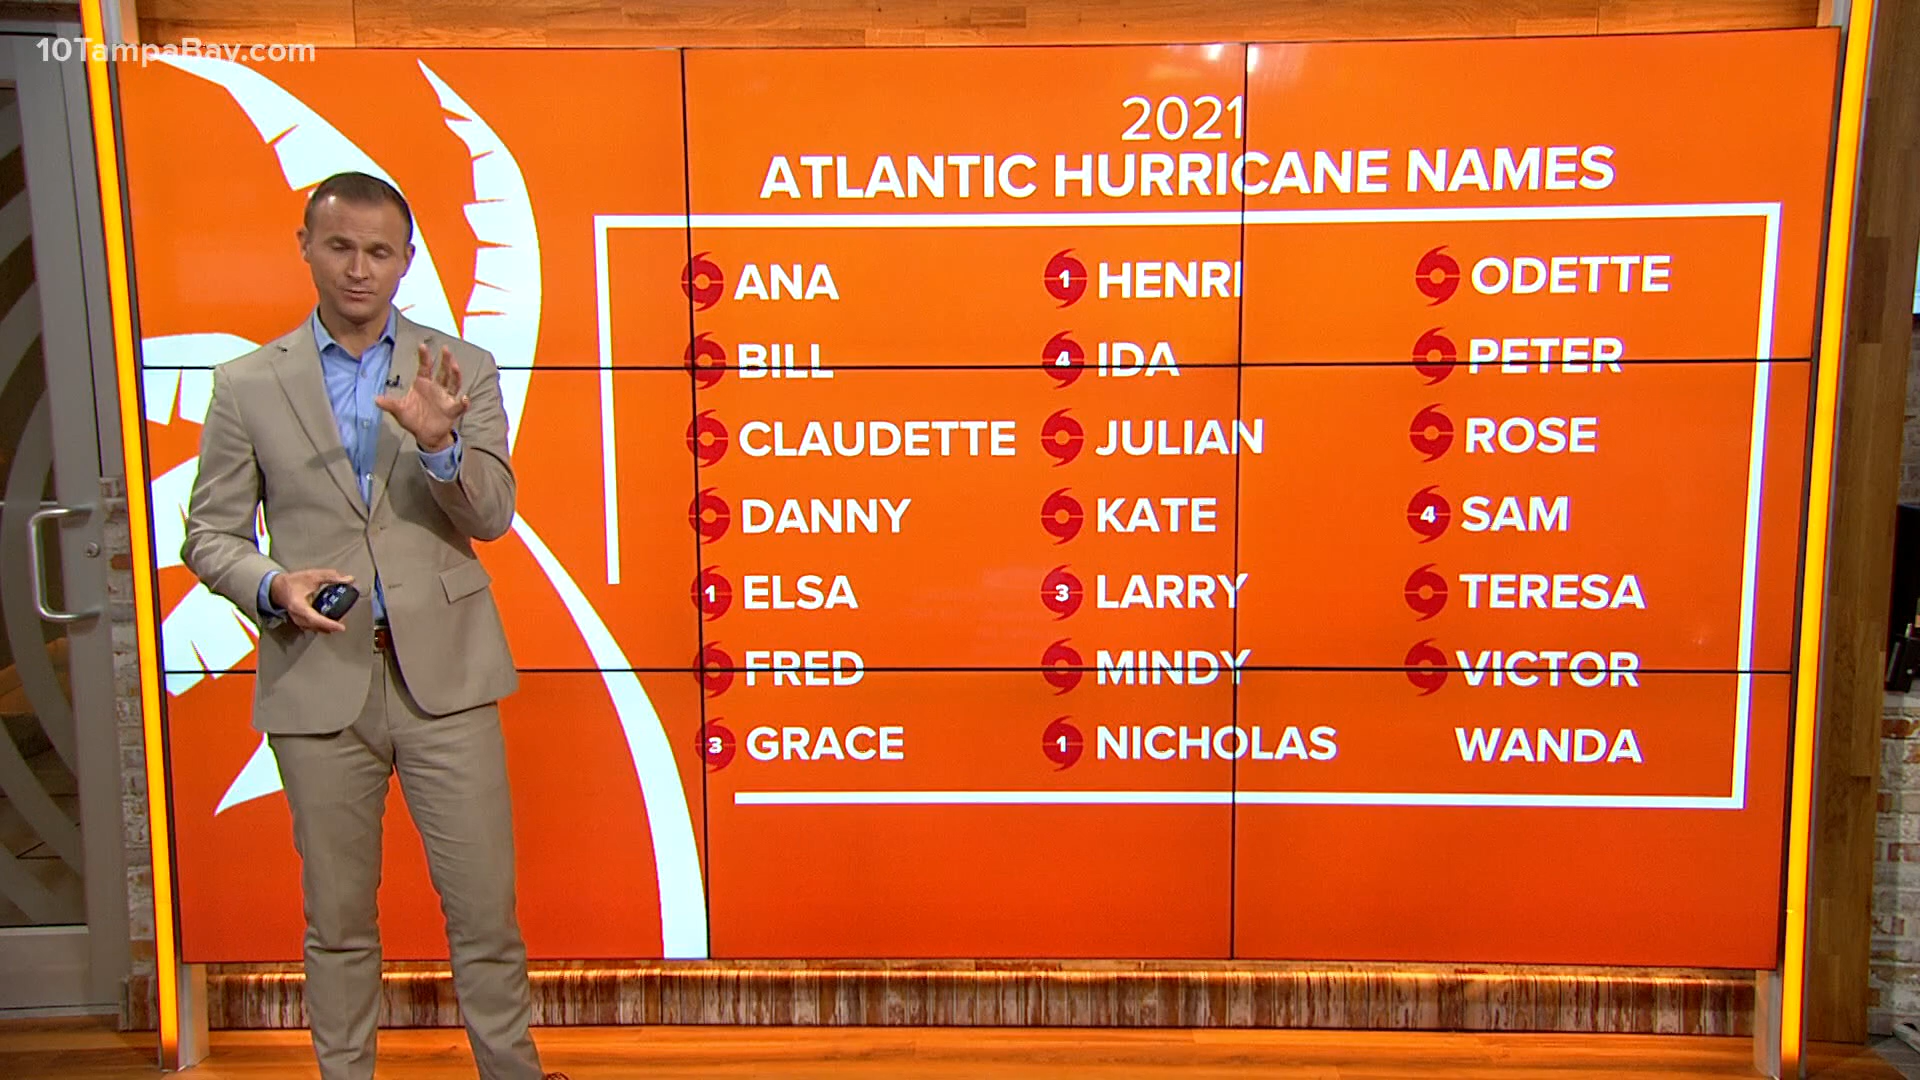 10TampaBay.com
2021
ATLANTIC HURRICANE NAMES
ANA
BILL
CLAUDETTE
DANNY
1 ELSA
FRED
3 GRACE
1 HENRI
4 IDA
JULIAN
KATE
3 LARRY
MINDY
1 NICHOLAS
ODETTE
PETER
ROSE
4 SAM
TERESA
VICTOR
WANDA